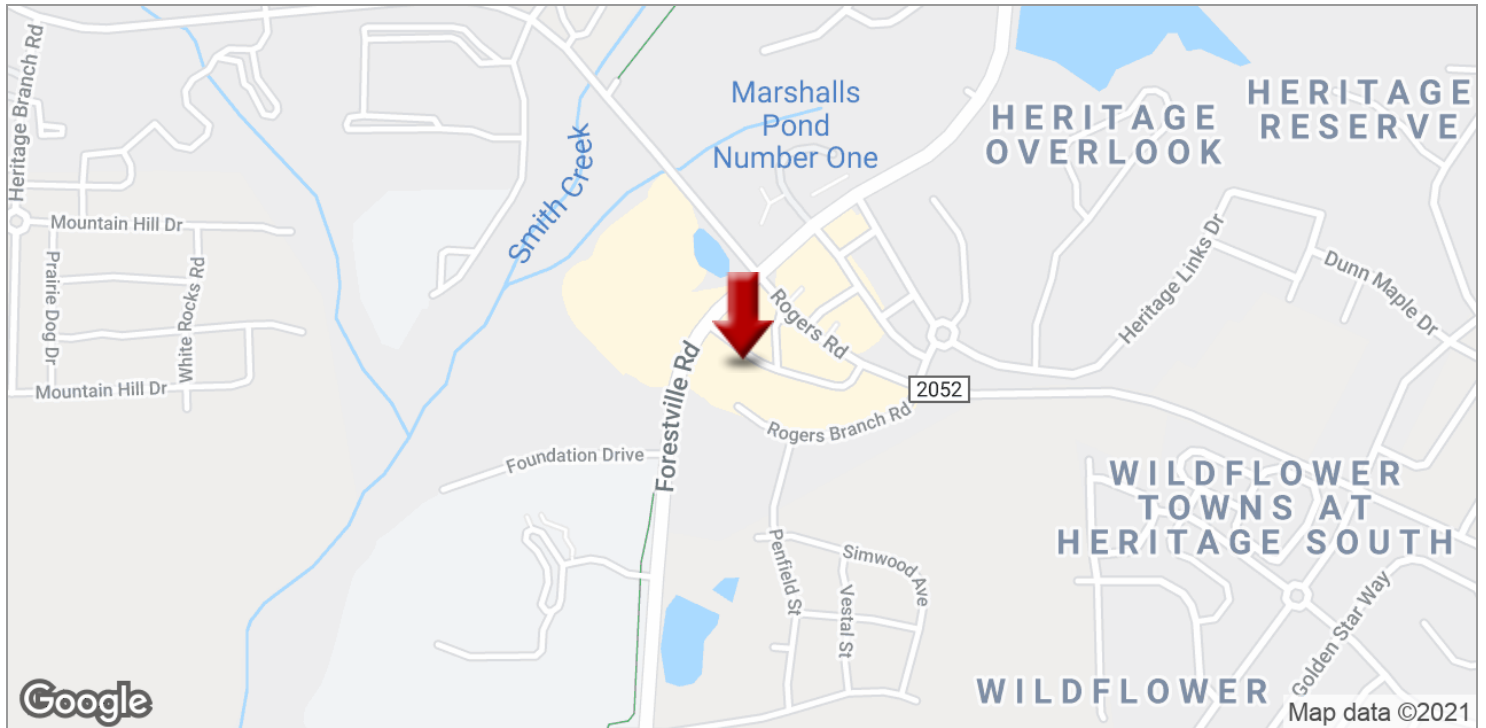 Heritage Branch Rd
Mountain Hill Dr
Prairie Dog Dr
White Rocks Rd
Mountain Hill Dr
Smith Creek
Marshalls
Pond
Number One
HERITAGE
OVERLOOK
HERITAGE
RESERVE
Heritage Links Dr
Dunn Maple Dr
Rogers Rd
Forestville Rd
2052
Rogers Branch Rd
Foundation Drive
WILDFLOWER
TOWNS AT
HERITAGE SOUTH
Penfield St
Simwood Ave
Vestal St
Golden Star Way
WILDFLOWER
Google
Map data ©2021